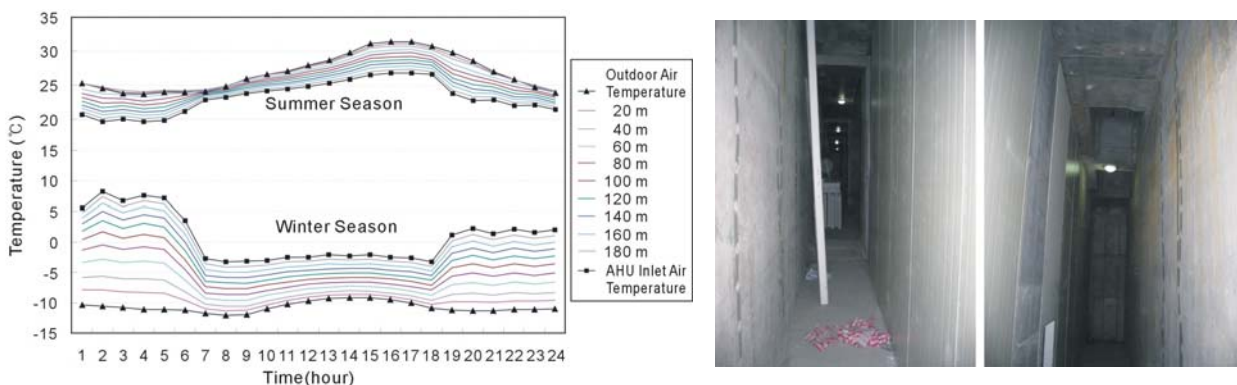 35
30
25
20
15
10
5
0
-5
-10
-15
Temperature (℃)
Summer Season
Winter Season
1 2 3 4 5 6 7 8 9 10 11 12 13 14 15 16 17 18 19 20 21 22 23 24
Time(hour)
Outdoor Air
Temperature
20 m
40 m
60 m
80 m
100 m
120 m
140 m
160 m
180 m
AHU Inlet Air
Temperature